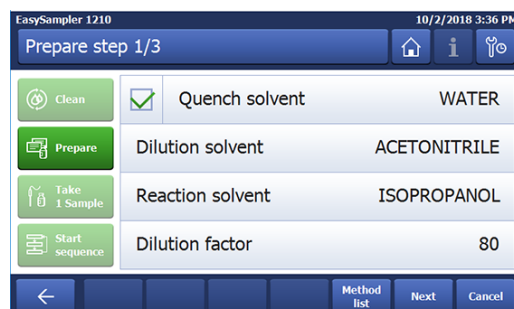 EasySampler 1210 10/2/2018 3:36 PM
Prepare step 1/3
Clean
Quench solvent WATER
Prepare
Dilution solvent ACETONITRILE
Take
1 Sample
Reaction solvent ISOPROPANOL
Start
sequence
Dilution factor 80
Method
list
Next
Cancel